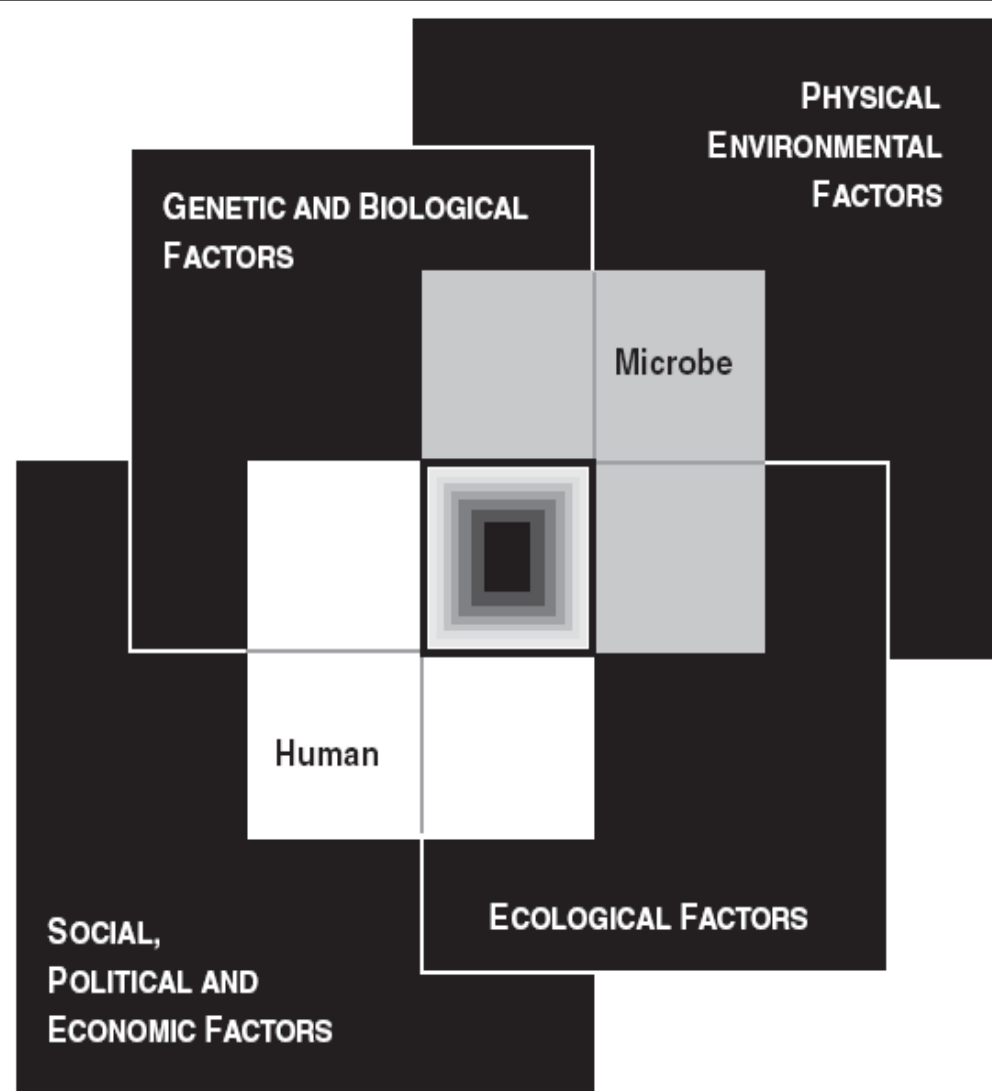 PHYSICAL
ENVIRONMENTAL
FACTORS
GENETIC AND BIOLOGICAL
FACTORS
Microbe
Human
ECOLOGICAL FACTORS
SOCIAL,
POLITICAL AND
ECONOMIC FACTORS